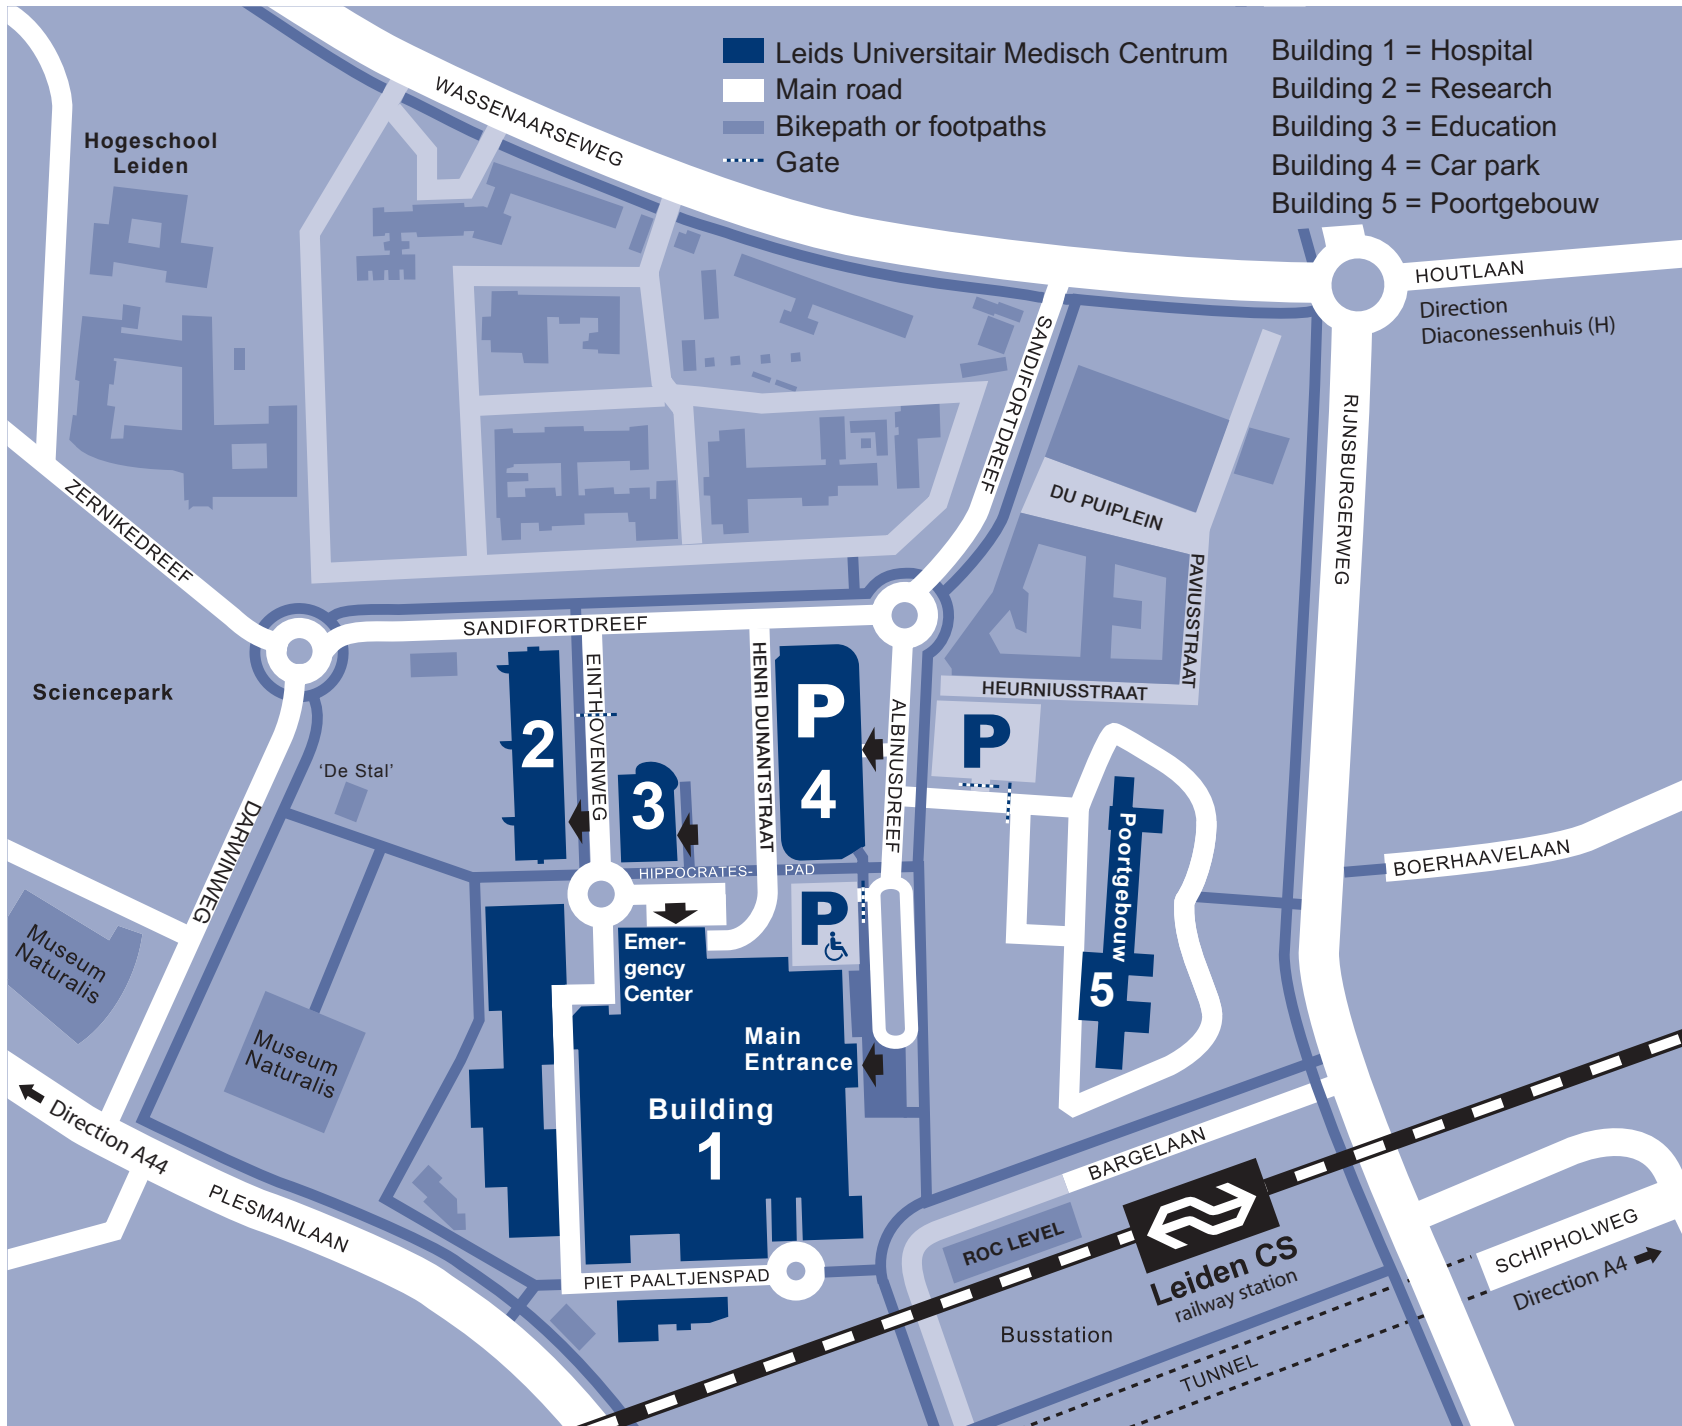 Leids Universitair Medisch Centrum
Main road
Bikepath or footpaths
Gate
Building 1 = Hospital
Building 2 = Research
Building 3 = Education
Building 4 = Car park
Building 5 = Poortgebouw
WASSENAARSEWEG
Hogeschool
Leiden
HOUTLAAN
Direction
Diaconessenhuis (H)
SANDIFORTDREEF
RIJNSBURGERWEG
DU PUIPLEIN
PAVIUSSTRAAT
ZERNIKEDREEF
SANDIFORTDREEF
HEURNIUSSTRAAT
Sciencepark
EINTHOVENWEG
HENRI DUNANTSTRAAT
P
4
ALBINUSDREEF
P
2
3
'De Stal'
DARWINWEG
Poortgebouw
5
BOERHAAVELAAN
HIPPOCRATES-
PAD
P
Emer-
gency
Center
Museum
Naturalis
Museum
Naturalis
Main
Entrance
Building
1
Direction A44
PLESMANLAAN
BARGELAAN
ROC LEVEL
Leiden CS
railway station
SCHIPHOLWEG
Direction A4
PIET PAALTJENSPAD
Busstation
TUNNEL